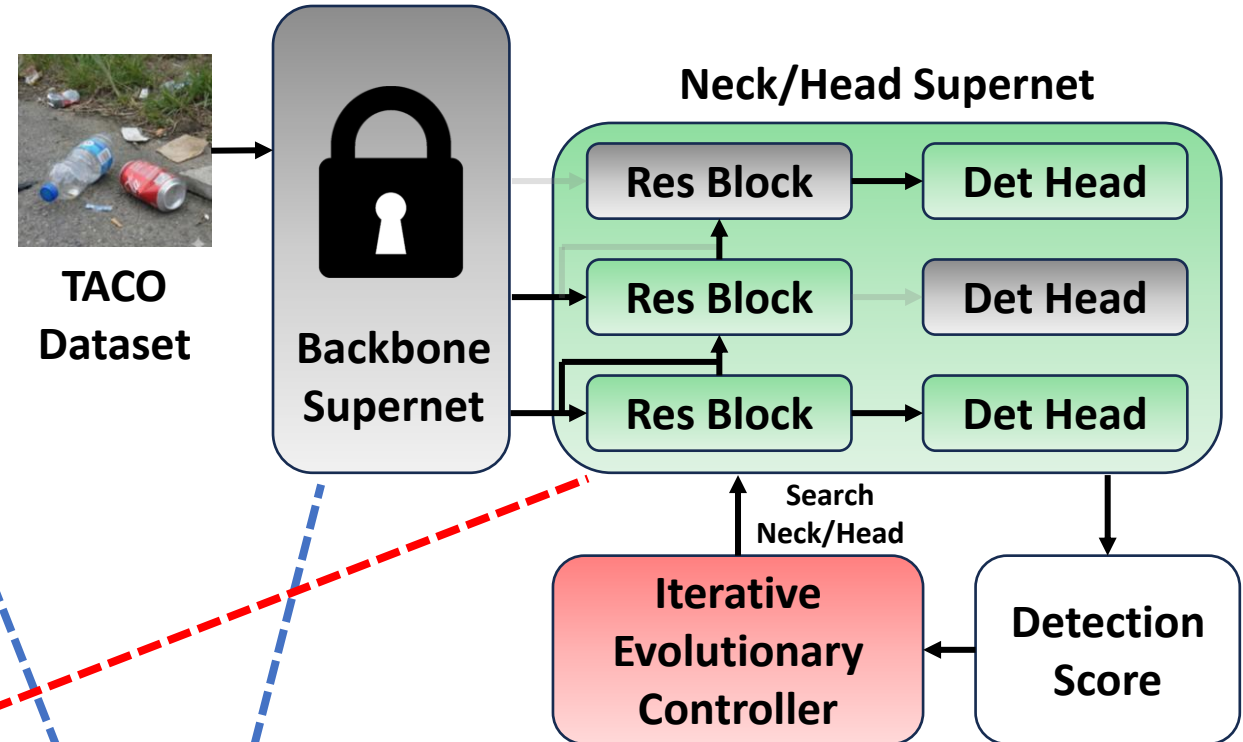 TACO
Dataset
Backbone
Supernet
Neck/Head Supernet
Res Block
Det Head
Res Block
Det Head
Res Block
Det Head
Search
Neck/Head
Iterative
Evolutionary
Controller
Detection
Score